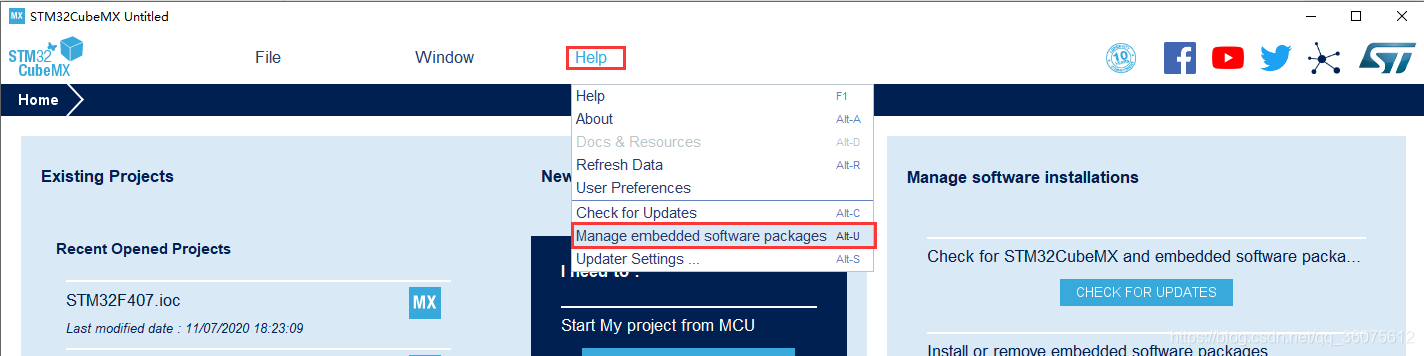 MX STM32CubeMX Untitled
STM32 CubeMX
File Window Help
10
ST
Home
Help F1
About Alt-A
Docs & Resources Alt-D
Refresh Data Alt-R
User Preferences
Check for Updates Alt-C
Manage embedded software packages Alt-U
Updater Settings ... Alt-S
Existing Projects
Recent Opened Projects
STM32F407.ioc
MX
Last modified date : 11/07/2020 18:23:09
New
I need to :
Start My project from MCU
Manage software installations
Check for STM32CubeMX and embedded software packa...
CHECK FOR UPDATES
Install or remove embedded software packages
https://blog.csdn.net/qq_36075612